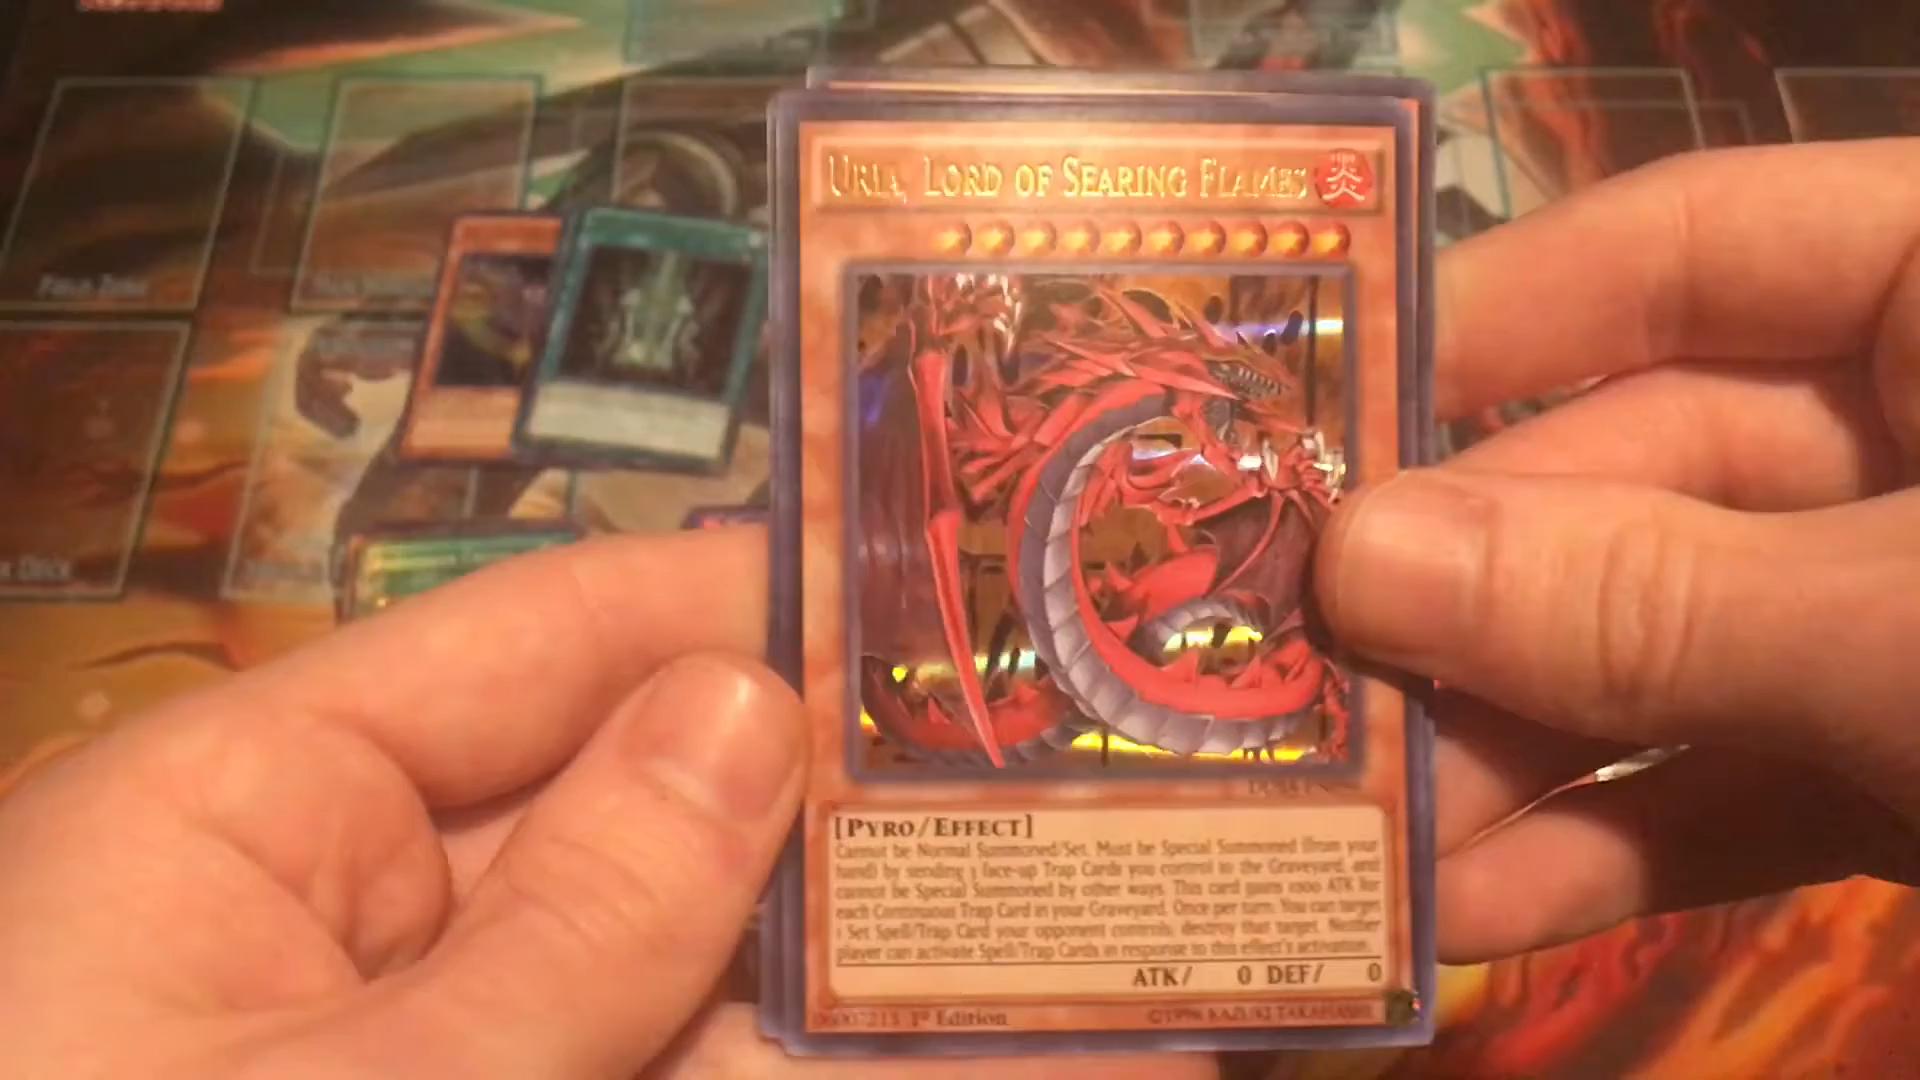 Uria, Lord of Searing Flames 炎
Field Zone
[Pyro/Effect]
Cannot be Normal Summoned/Set. Must be Special Summoned (from your
hand) by sending 3 face-up Trap Cards you control to the Graveyard, and
cannot be Special Summoned by other ways. This card gains 1000 ATK for
each Continuous Trap Card in your Graveyard. Once per turn: You can target
1 Set Spell/Trap Card your opponent controls; destroy that target. Neither
player can activate Spell/Trap Cards in response to this effect's activation.
ATK/ 0 DEF/ 0
06007213 1st Edition
©1996 KAZUKI TAKAHASHI